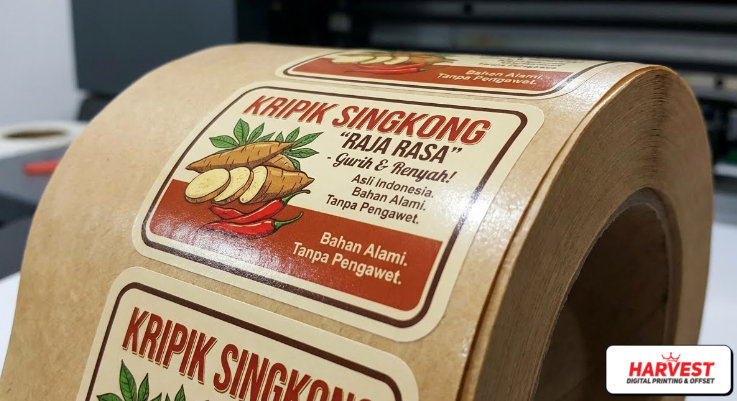 Bahan Alami.
Tanpa Pengawet.
KRIPIK SINGKONG
"RAJA RASA"
- Gurih & Renyah!
Asli Indonesia.
Bahan Alami.
Tanpa Pengawet.
Bahan Alami.
Tanpa Pengawet.
KRIPIK SINGKONG
HARVEST
DIGITAL PRINTING & OFFSET